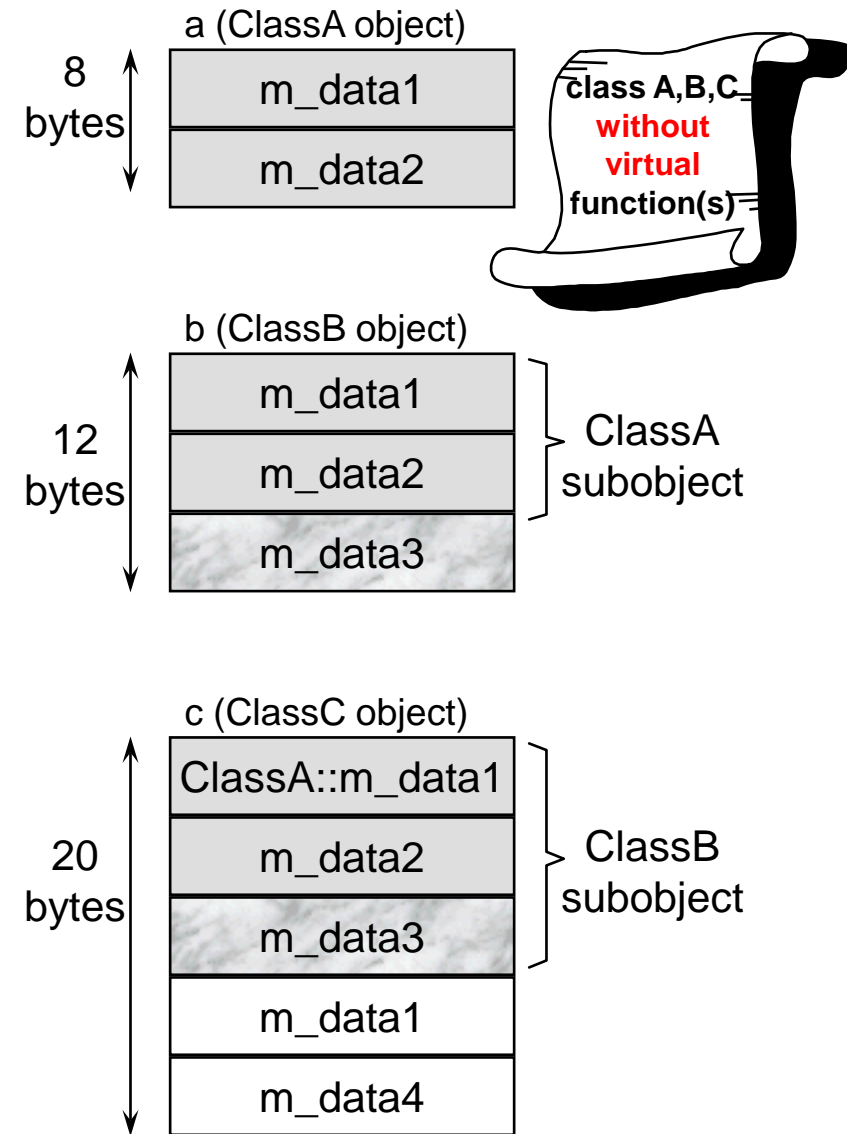 a (ClassA object)
8
bytes
m_data1
m_data2
class A,B,C
without
virtual
function(s)
b (ClassB object)
12
bytes
m_data1
m_data2
m_data3
ClassA
subobject
c (ClassC object)
20
bytes
ClassA::m_data1
m_data2
m_data3
m_data1
m_data4
ClassB
subobject